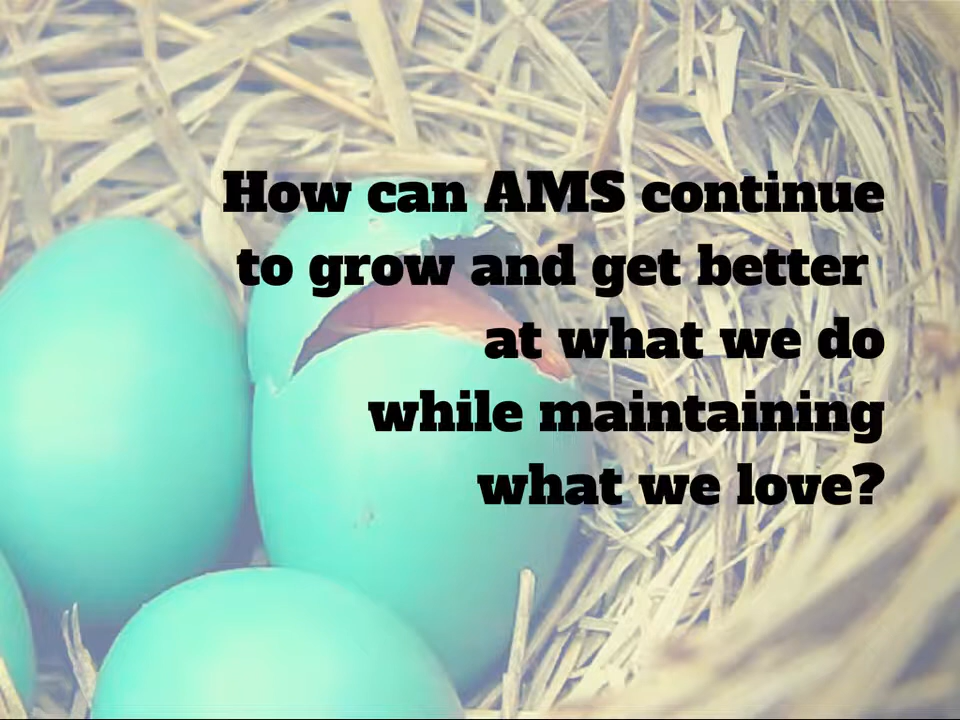 How can AMS continue
to grow and get better
at what we do
while maintaining
what we love?